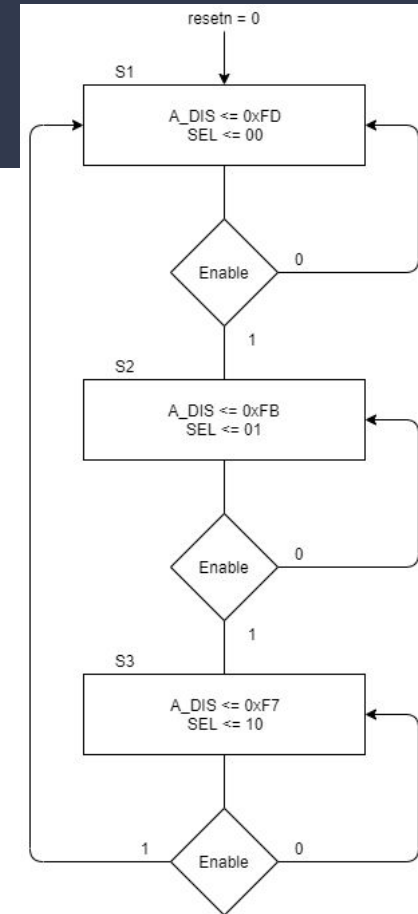 resetn = 0
S1
A_DIS <= 0xFD
SEL <= 00
Enable
0
1
S2
A_DIS <= 0xFB
SEL <= 01
Enable
0
1
S3
A_DIS <= 0xF7
SEL <= 10
1
Enable
0